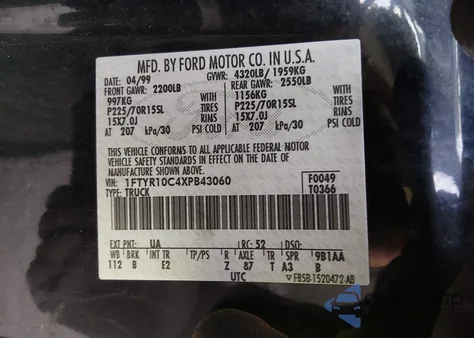 MFD. BY FORD MOTOR CO. IN U.S.A.
DATE: 04/99 GVWR: 4320LB/ 1959KG
FRONT GAWR: 2200LB REAR GAWR: 2550LB
997KG WITH 1156KG WITH
P225/70R15SL TIRES P225/70R15SL TIRES
15X7.0J RIMS 15X7.0J RIMS
AT 207 kPa/30 PSI COLD AT 207 kPa/30 PSI COLD
THIS VEHICLE CONFORMS TO ALL APPLICABLE FEDERAL MOTOR
VEHICLE SAFETY STANDARDS IN EFFECT ON THE DATE OF
MANUFACTURE SHOWN ABOVE.
VIN: 1FTYR10C4XPB43060 F0049
TYPE: TRUCK T0366
EXT PNT: UA RC: 52 DSO:
WB BRK INT TR TP/PS R AXLE TR SPR 9B1AA
112 B E2 Z 87 T A3 B
UTC F85B-1520472-AB